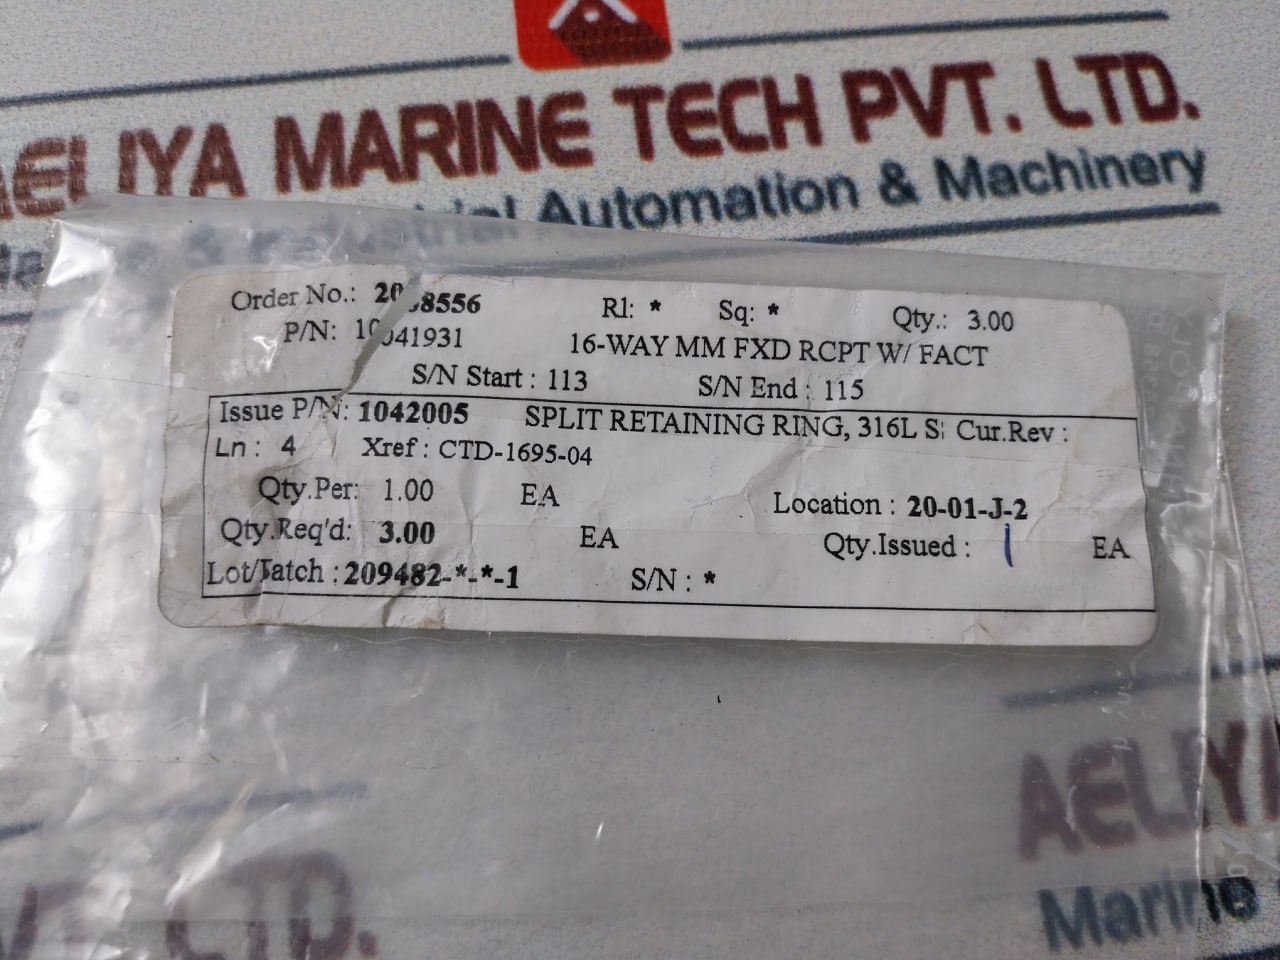 AELIYA MARINE TECH PVT. LTD.
& Industrial Automation & Machinery
Order No.: 20 8556 Rl: * Sq: * Qty.: 3.00
P/N: 10041931 16-WAY MM FXD RCPT W/ FACT
S/N Start : 113 S/N End : 115
Issue P/N: 1042005 SPLIT RETAINING RING, 316L S Cur.Rev :
Ln : 4 Xref : CTD-1695-04
Qty.Per: 1.00 EA Location : 20-01-J-2
Qty.Req'd: 3.00 EA Qty.Issued : 1 EA
Lot/Batch : 209482-*-*-1 S/N : *
AELIYA
Marine
LTD.